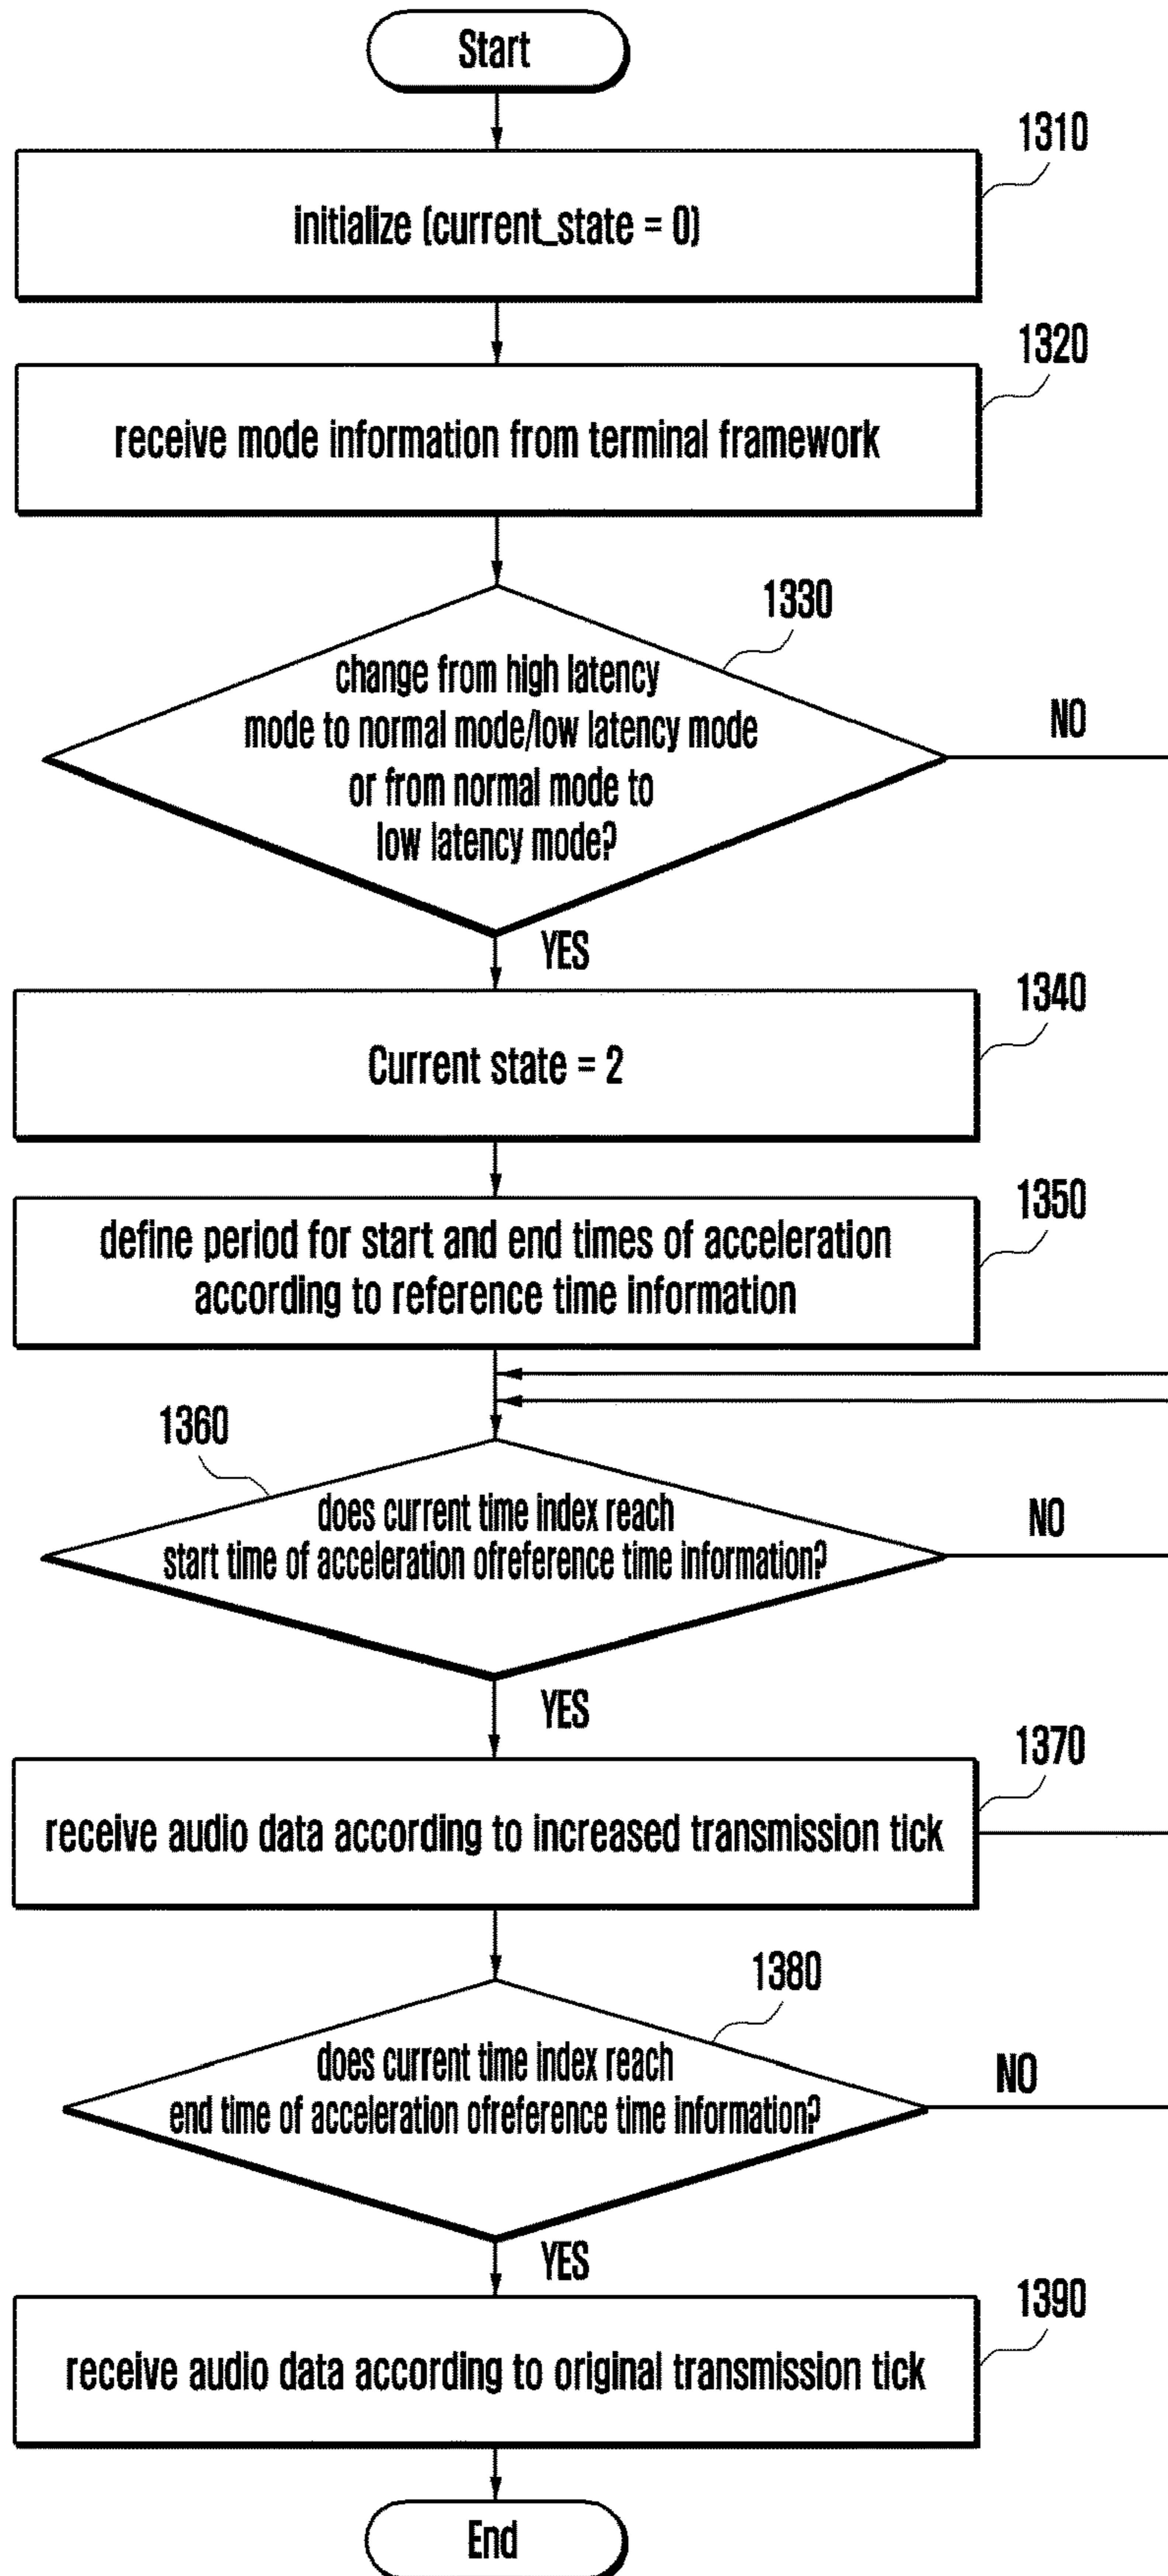 Start
1310
initialize (current_state = 0)
1320
receive mode information from terminal framework
1330
change from high latency
mode to normal mode/low latency mode
or from normal mode to
low latency mode?
NO
YES
1340
Current state = 2
1350
define period for start and end times of acceleration
according to reference time information
1360
does current time index reach
start time of acceleration ofreference time information?
NO
YES
1370
receive audio data according to increased transmission tick
1380
does current time index reach
end time of acceleration ofreference time information?
NO
YES
1390
receive audio data according to original transmission tick
End